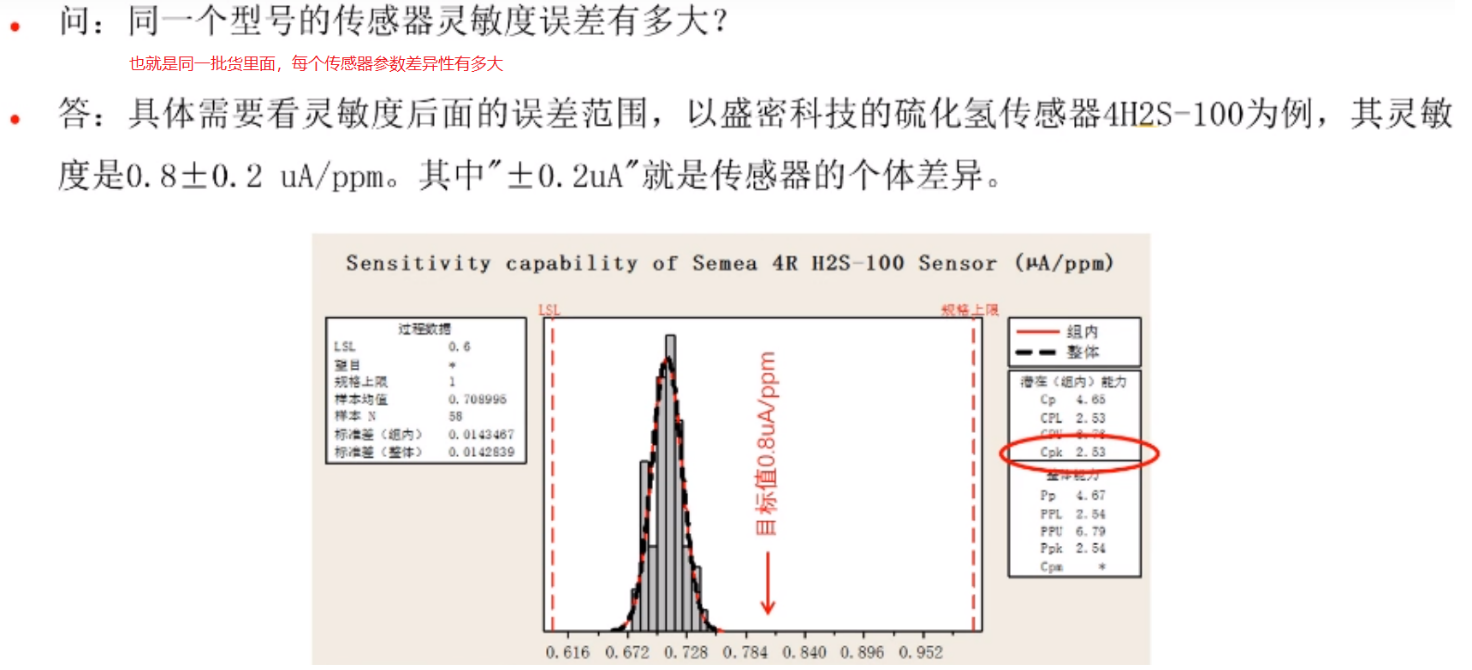 问：同一个型号的传感器灵敏度误差有多大？
也就是同一批货里面，每个传感器参数差异性有多大
答：具体需要看灵敏度后面的误差范围，以盛密科技的硫化氢传感器4H2S-100为例，其灵敏
度是0.8±0.2 uA/ppm。其中"±0.2uA"就是传感器的个体差异。
Sensitivity capability of Semea 4R H2S-100 Sensor (μA/ppm)
LSL
规格上限
过程数据
LSL 0.6
望目 *
规格上限 1
样本均值 0.708995
样本 N 58
标准差（组内） 0.0143467
标准差（整体） 0.0142839
目标值0.8uA/ppm
组内
整体
潜在（组内）能力
Cp 4.65
CPL 2.53
CPU 6.76
Cpk 2.53
整体能力
Pp 4.67
PPL 2.54
PPU 6.79
Ppk 2.54
Cpm *
0.616 0.672 0.728 0.784 0.840 0.896 0.952